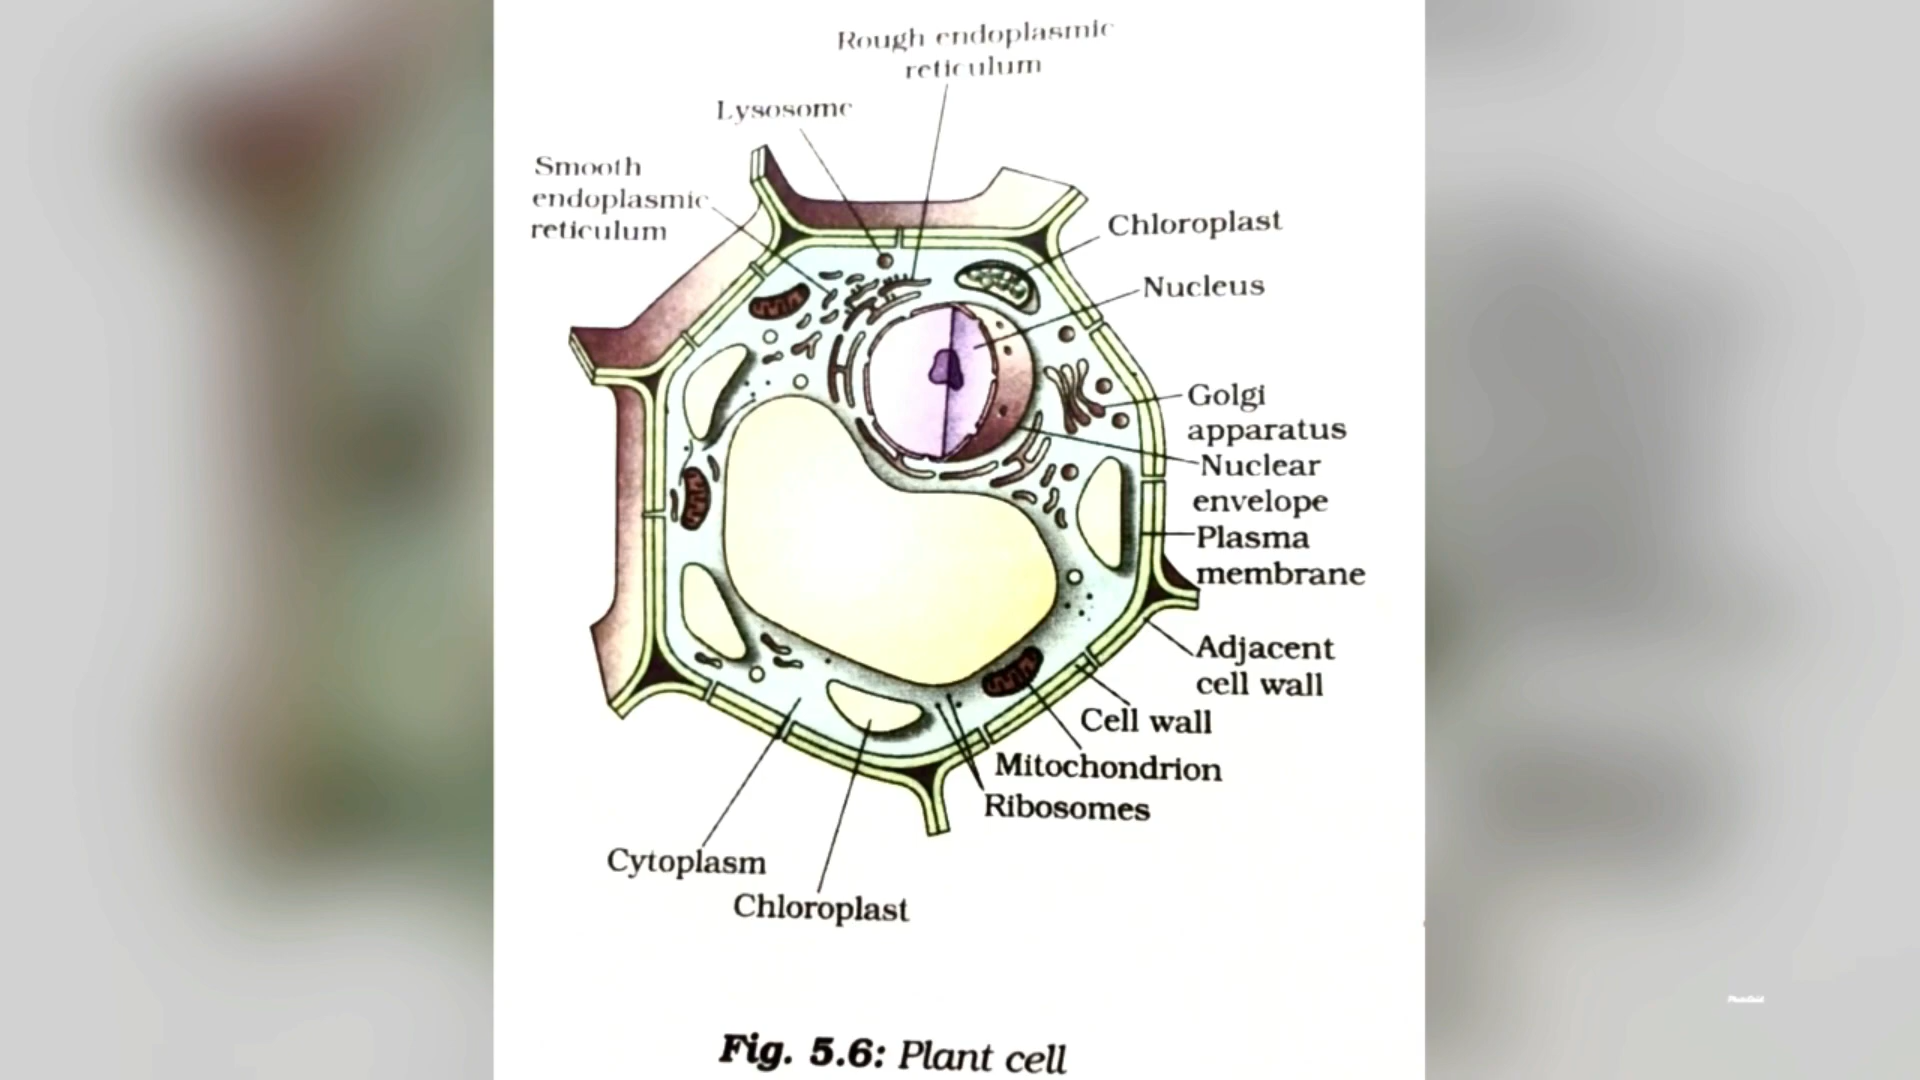 Rough endoplasmic
reticulum
Lysosome
Smooth
endoplasmic
reticulum
Chloroplast
Nucleus
Golgi
apparatus
Nuclear
envelope
Plasma
membrane
Adjacent
cell wall
Cell wall
Mitochondrion
Ribosomes
Cytoplasm
Chloroplast
Fig. 5.6: Plant cell